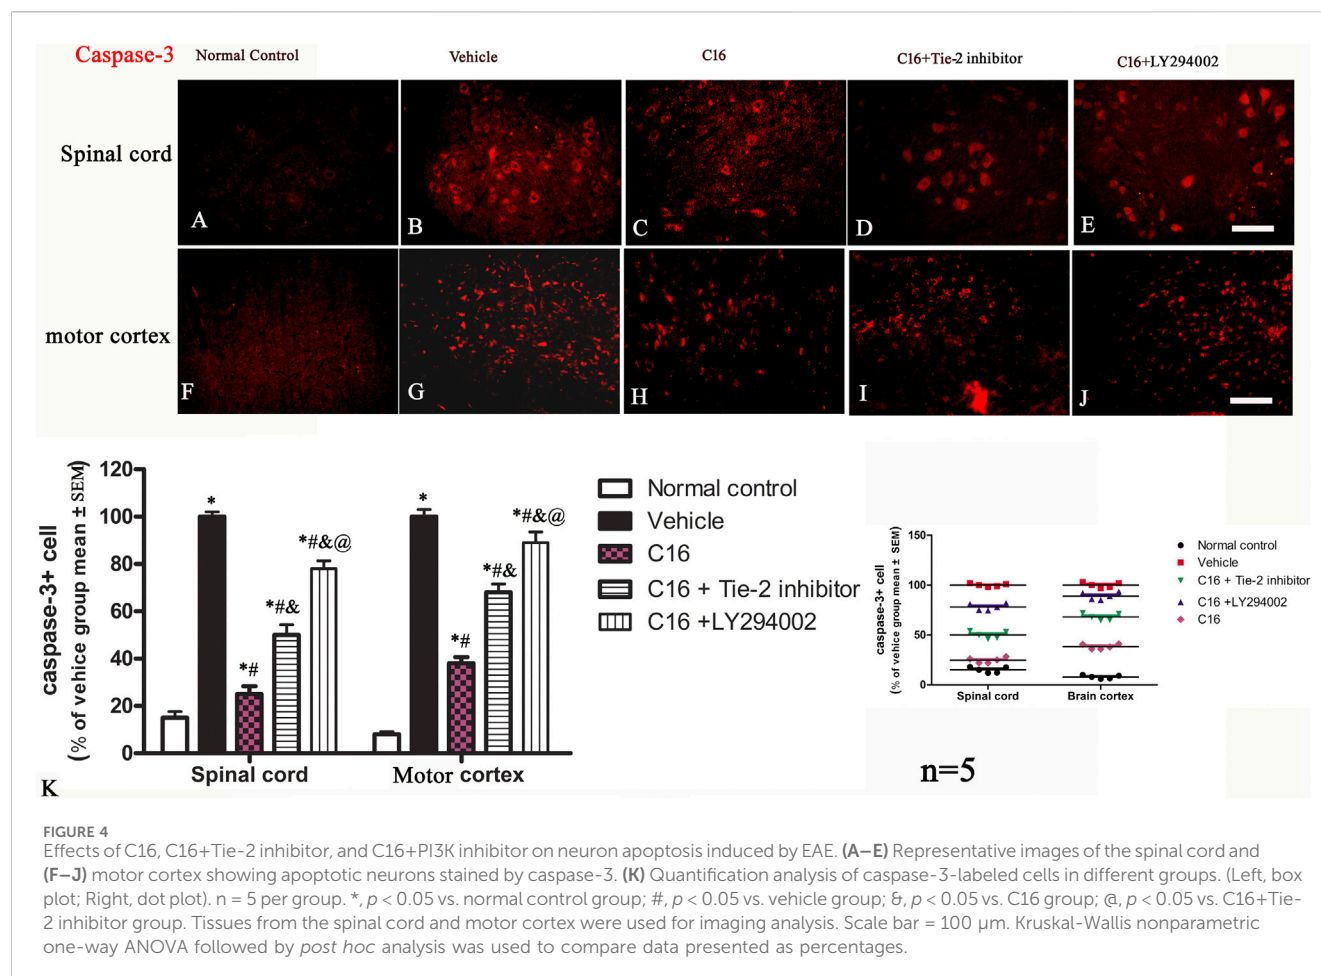 Caspase-3
Normal Control
Vehicle
C16
C16+Tie-2 inhibitor
C16+LY294002
Spinal cord
A
B
C
D
E
motor cortex
F
G
H
I
J
caspase-3+ cell
(% of vehice group mean ± SEM)
120
100
80
60
40
20
0
*
*#
*#&
*#&@
*
*#
*#&
*#&@
Spinal cord
Motor cortex
Normal control
Vehicle
C16
C16 + Tie-2 inhibitor
C16 +LY294002
K
caspase-3+ cell
(% of vehice group mean ± SEM)
150
100
50
0
Spinal cord
Brain cortex
Normal control
Vehicle
C16 + Tie-2 inhibitor
C16 +LY294002
C16
n=5
FIGURE 4
Effects of C16, C16+Tie-2 inhibitor, and C16+PI3K inhibitor on neuron apoptosis induced by EAE. (A–E) Representative images of the spinal cord and
(F–J) motor cortex showing apoptotic neurons stained by caspase-3. (K) Quantification analysis of caspase-3-labeled cells in different groups. (Left, box
plot; Right, dot plot). n = 5 per group. *, p < 0.05 vs. normal control group; #, p < 0.05 vs. vehicle group; &, p < 0.05 vs. C16 group; @, p < 0.05 vs. C16+Tie-
2 inhibitor group. Tissues from the spinal cord and motor cortex were used for imaging analysis. Scale bar = 100 μm. Kruskal-Wallis nonparametric
one-way ANOVA followed by post hoc analysis was used to compare data presented as percentages.